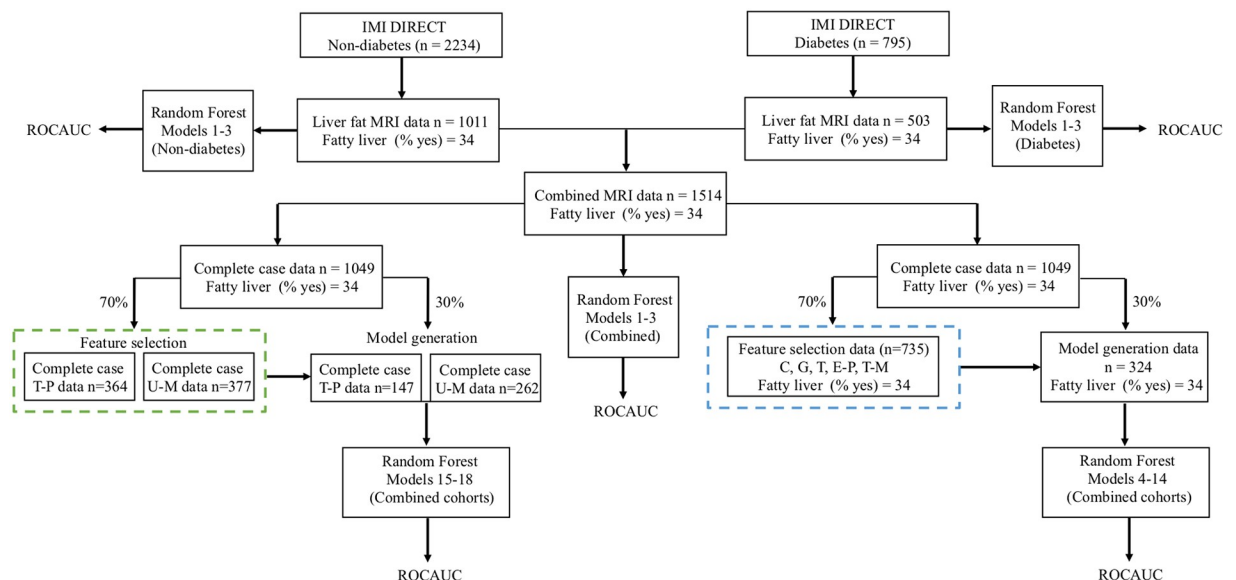 IMI DIRECT
Non-diabetes (n = 2234)
IMI DIRECT
Diabetes (n = 795)
ROCAUC
Random Forest
Models 1-3
(Non-diabetes)
Liver fat MRI data n = 1011
Fatty liver (% yes) = 34
Liver fat MRI data n = 503
Fatty liver (% yes) = 34
Random Forest
Models 1-3
(Diabetes)
ROCAUC
Combined MRI data n = 1514
Fatty liver (% yes) = 34
Complete case data n = 1049
Fatty liver (% yes) = 34
Random Forest
Models 1-3
(Combined)
ROCAUC
Complete case data n = 1049
Fatty liver (% yes) = 34
70%
30%
Feature selection
Complete case
T-P data n=364
Complete case
U-M data n=377
Model generation
Complete case
T-P data n=147
Complete case
U-M data n=262
Random Forest
Models 15-18
(Combined cohorts)
ROCAUC
70%
30%
Feature selection data (n=735)
C, G, T, E-P, T-M
Fatty liver (% yes) = 34
Model generation data
n = 324
Fatty liver (% yes) = 34
Random Forest
Models 4-14
(Combined cohorts)
ROCAUC